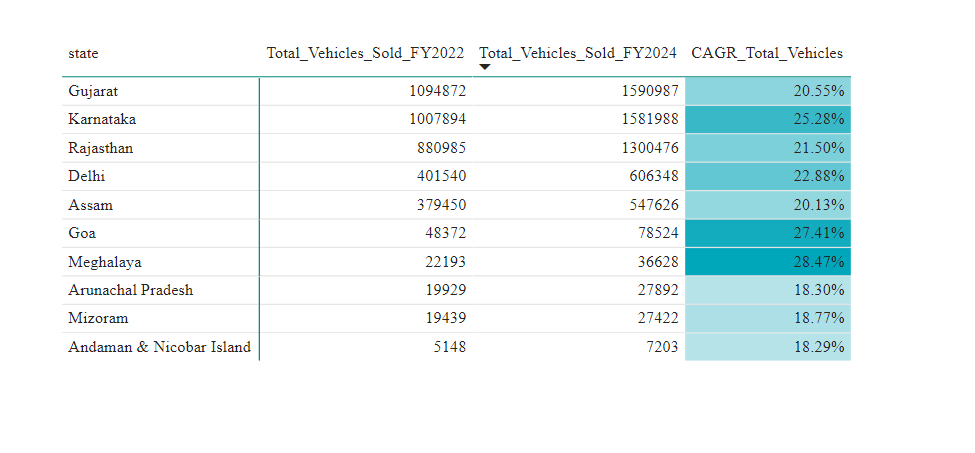 state Total_Vehicles_Sold_FY2022 Total_Vehicles_Sold_FY2024 CAGR_Total_Vehicles
Gujarat 1094872 1590987 20.55%
Karnataka 1007894 1581988 25.28%
Rajasthan 880985 1300476 21.50%
Delhi 401540 606348 22.88%
Assam 379450 547626 20.13%
Goa 48372 78524 27.41%
Meghalaya 22193 36628 28.47%
Arunachal Pradesh 19929 27892 18.30%
Mizoram 19439 27422 18.77%
Andaman & Nicobar Island 5148 7203 18.29%